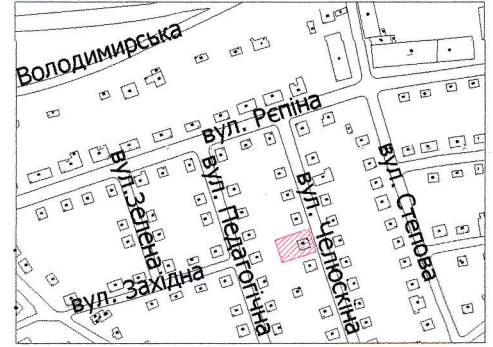 Володимирська
вул. Рєпіна
вул.Зелена
вул. Педагогічна
вул. Челюскіна
вул. Степова
вул. Західна